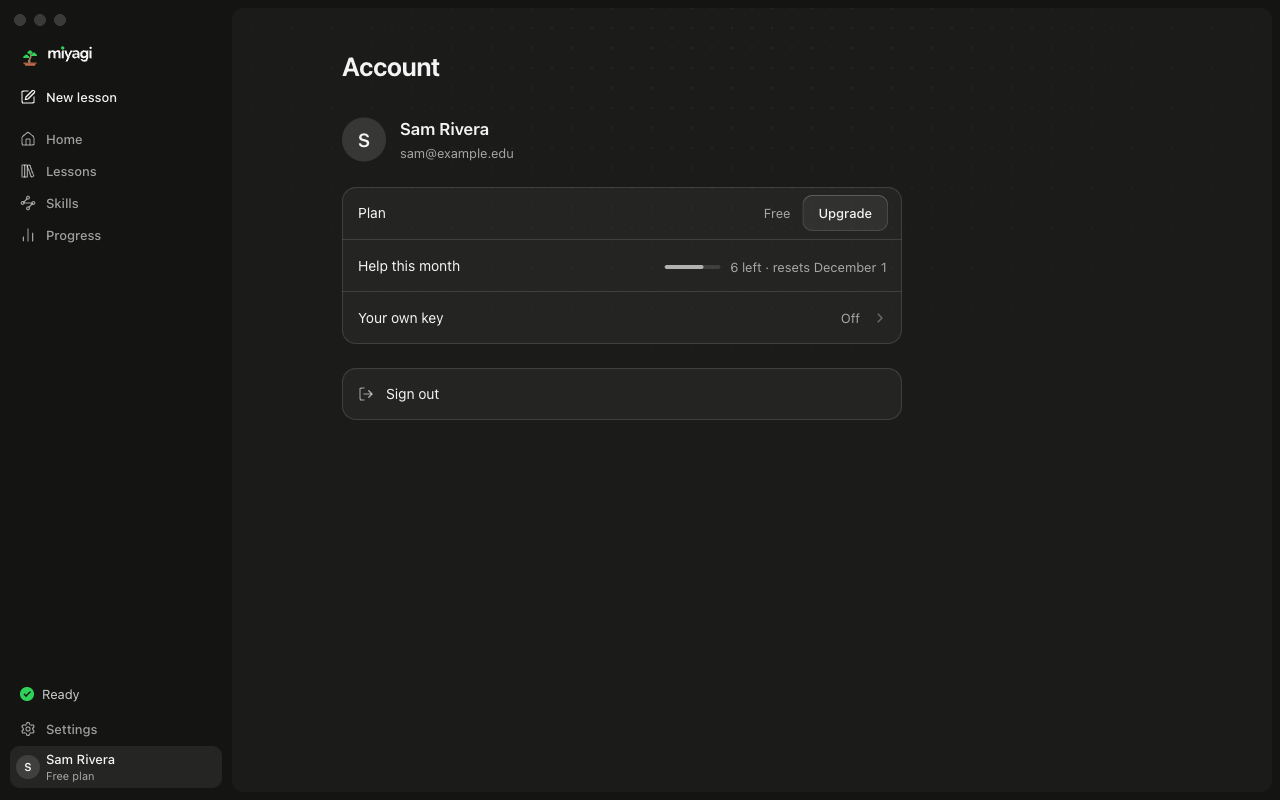 miyagi
New lesson
Home
Lessons
Skills
Progress
Ready
Settings
S
Sam Rivera
Free plan
Account
S
Sam Rivera
sam@example.edu
Plan
Free
Upgrade
Help this month
6 left · resets December 1
Your own key
Off
Sign out